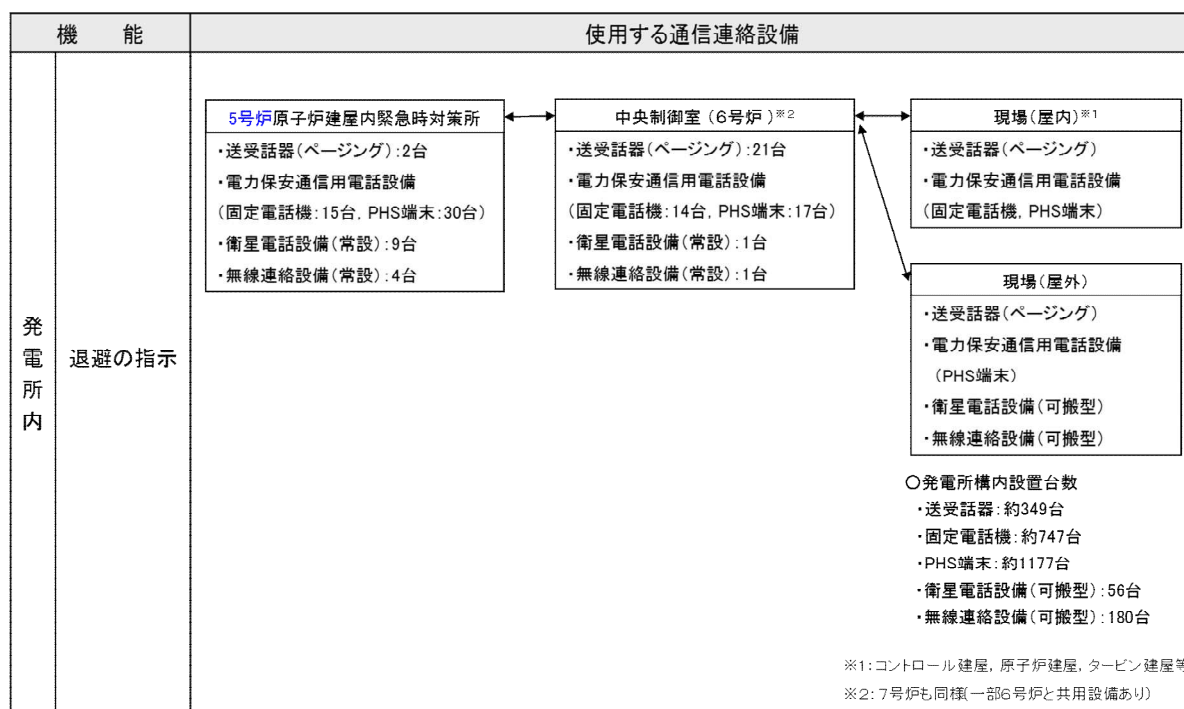 機　能
使用する通信連絡設備
発電所内
退避の指示
5号炉原子炉建屋内緊急時対策所
・送受話器(ページング):2台
・電力保安通信用電話設備
(固定電話機:15台, PHS端末:30台)
・衛星電話設備(常設):9台
・無線連絡設備(常設):4台
中央制御室(6号炉)※2
・送受話器(ページング):21台
・電力保安通信用電話設備
(固定電話機:14台, PHS端末:17台)
・衛星電話設備(常設):1台
・無線連絡設備(常設):1台
現場(屋内)※1
・送受話器(ページング)
・電力保安通信用電話設備
(固定電話機, PHS端末)
現場(屋外)
・送受話器(ページング)
・電力保安通信用電話設備
(PHS端末)
・衛星電話設備(可搬型)
・無線連絡設備(可搬型)
○発電所構内設置台数
・送受話器:約349台
・固定電話機:約747台
・PHS端末:約1177台
・衛星電話設備(可搬型):56台
・無線連絡設備(可搬型):180台
※1:コントロール建屋, 原子炉建屋, タービン建屋等
※2:7号炉も同様(一部6号炉と共用設備あり)